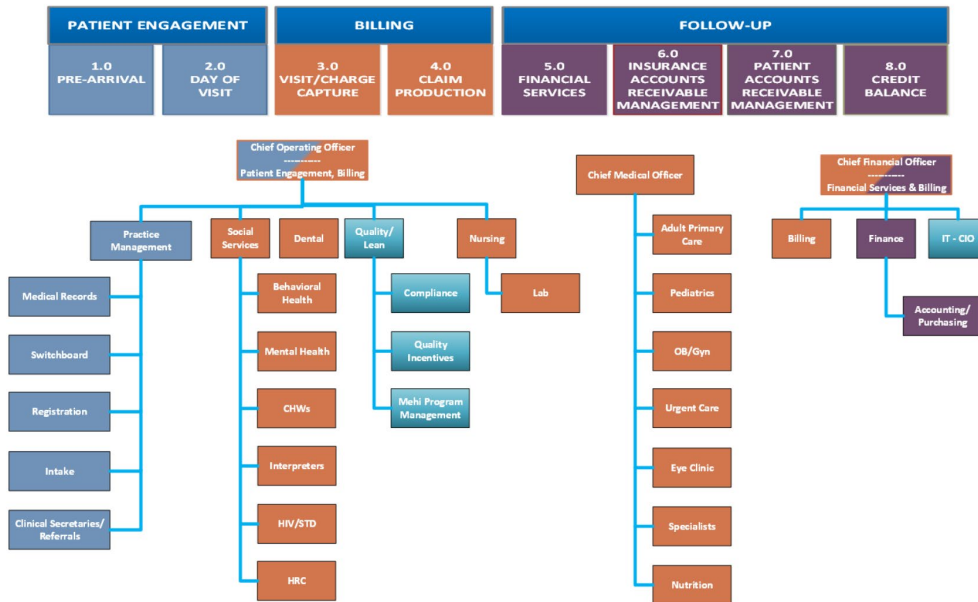 PATIENT ENGAGEMENT
BILLING
FOLLOW-UP
1.0
PRE-ARRIVAL
2.0
DAY OF
VISIT
3.0
VISIT/CHARGE
CAPTURE
4.0
CLAIM
PRODUCTION
5.0
FINANCIAL
SERVICES
6.0
INSURANCE
ACCOUNTS
RECEIVABLE
MANAGEMENT
7.0
PATIENT
ACCOUNTS
RECEIVABLE
MANAGEMENT
8.0
CREDIT
BALANCE
Chief Operating Officer
-----------
Patient Engagement, Billing
Practice
Management
Social
Services
Dental
Quality/
Lean
Nursing
Medical Records
Switchboard
Registration
Intake
Clinical Secretaries/
Referrals
Behavioral
Health
Mental Health
CHWs
Interpreters
HIV/STD
HRC
Compliance
Quality
Incentives
Mehi Program
Management
Lab
Chief Medical Officer
Adult Primary
Care
Pediatrics
OB/Gyn
Urgent Care
Eye Clinic
Specialists
Nutrition
Chief Financial Officer
-----------
Financial Services & Billing
Billing
Finance
IT - CIO
Accounting/
Purchasing